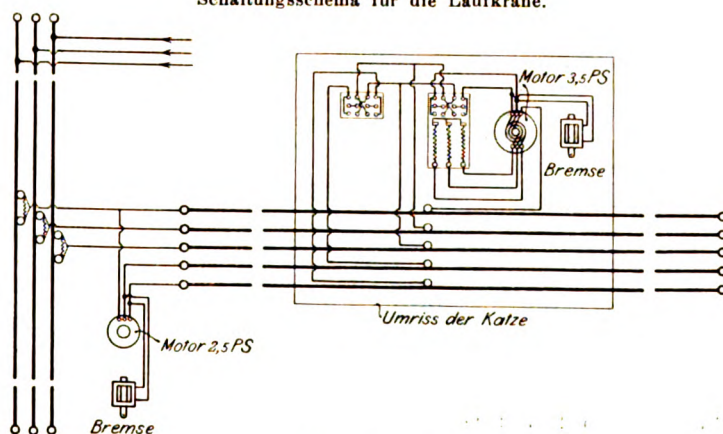 Schaltungsschema für die Laufkrane.
Motor 3,5 PS
Bremse
Umriss der Katze
Motor 2,5 PS
Bremse